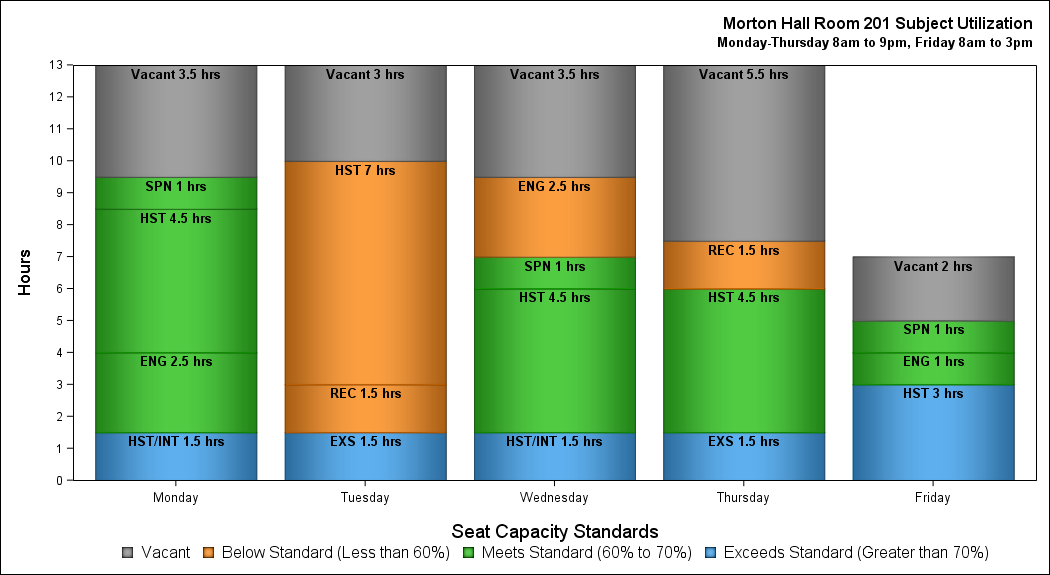 Morton Hall Room 201 Subject Utilization
Monday-Thursday 8am to 9pm, Friday 8am to 3pm
13
12
11
10
9
8
7
6
5
4
3
2
1
0
Hours
Vacant 3.5 hrs
SPN 1 hrs
HST 4.5 hrs
ENG 2.5 hrs
HST/INT 1.5 hrs
Vacant 3 hrs
HST 7 hrs
REC 1.5 hrs
EXS 1.5 hrs
Vacant 3.5 hrs
ENG 2.5 hrs
SPN 1 hrs
HST 4.5 hrs
HST/INT 1.5 hrs
Vacant 5.5 hrs
REC 1.5 hrs
HST 4.5 hrs
EXS 1.5 hrs
Vacant 2 hrs
SPN 1 hrs
ENG 1 hrs
HST 3 hrs
Monday Tuesday Wednesday Thursday Friday
Seat Capacity Standards
Vacant Below Standard (Less than 60%) Meets Standard (60% to 70%) Exceeds Standard (Greater than 70%)